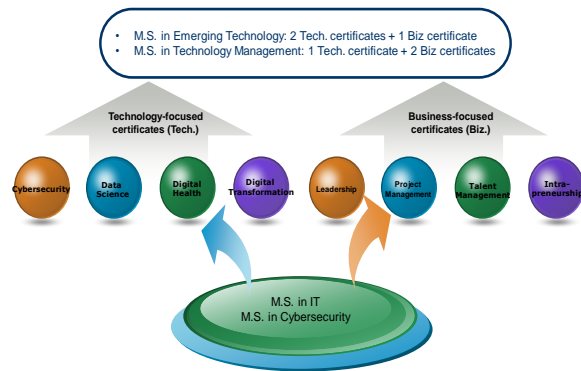 • M.S. in Emerging Technology: 2 Tech. certificates + 1 Biz certificate
• M.S. in Technology Management: 1 Tech. certificate + 2 Biz certificates
Technology-focused
certificates (Tech.)
Business-focused
certificates (Biz.)
Cybersecurity
Data
Science
Digital
Health
Digital
Transformation
Leadership
Project
Management
Talent
Management
Intra-
preneurship
M.S. in IT
M.S. in Cybersecurity